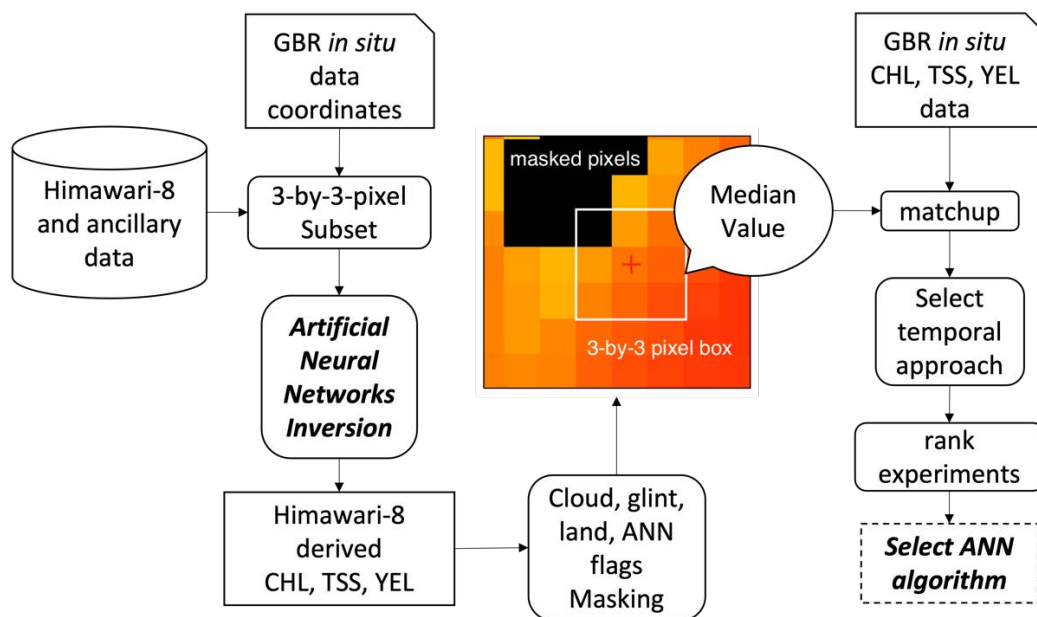 GBR in situ
data
coordinates
Himawari-8
and ancillary
data
3-by-3-pixel
Subset
Artificial
Neural
Networks
Inversion
Himawari-8
derived
CHL, TSS, YEL
Cloud, glint,
land, ANN
flags
Masking
masked pixels
3-by-3 pixel box
Median
Value
GBR in situ
CHL, TSS, YEL
data
matchup
Select
temporal
approach
rank
experiments
Select ANN
algorithm